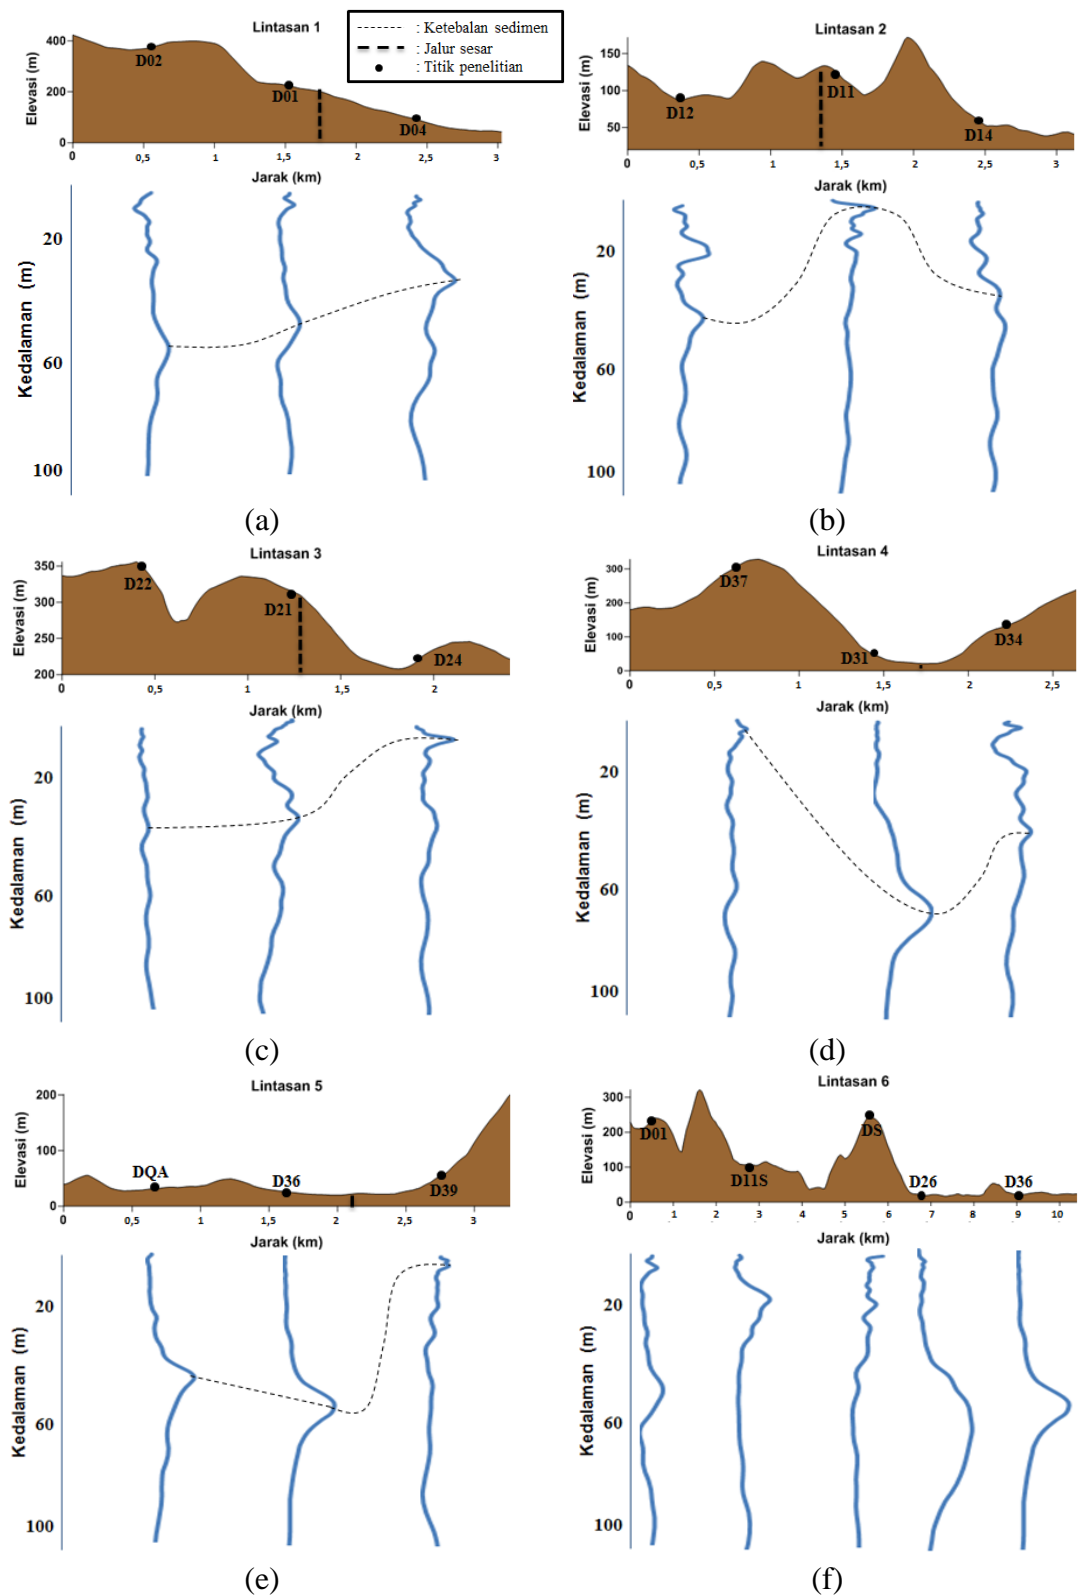 Lintasan 1
: Ketebalan sedimen
: Jalur sesar
: Titik penelitian
Elevasi (m)
400
200
0
D02
D01
D04
0 0,5 1 1,5 2 2,5 3
Jarak (km)
Kedalaman (m)
20
60
100
(a)
Lintasan 2
Elevasi (m)
150
100
50
D12
D11
D14
0 0,5 1 1,5 2 2,5 3
Jarak (km)
Kedalaman (m)
20
60
100
(b)
Lintasan 3
Elevasi (m)
350
300
250
200
D22
D21
D24
0 0,5 1 1,5 2
Jarak (km)
Kedalaman (m)
20
60
100
(c)
Lintasan 4
Elevasi (m)
300
200
100
0
D37
D31
D34
0 0,5 1 1,5 2 2,5
Jarak (km)
Kedalaman (m)
20
60
100
(d)
Lintasan 5
Elevasi (m)
200
100
0
DQA
D36
D39
0 0,5 1 1,5 2 2,5 3
Jarak (km)
Kedalaman (m)
20
60
100
(e)
Lintasan 6
Elevasi (m)
300
200
100
0
D01
D11S
DS
D26
D36
0 1 2 3 4 5 6 7 8 9 10
Jarak (km)
Kedalaman (m)
20
60
100
(f)